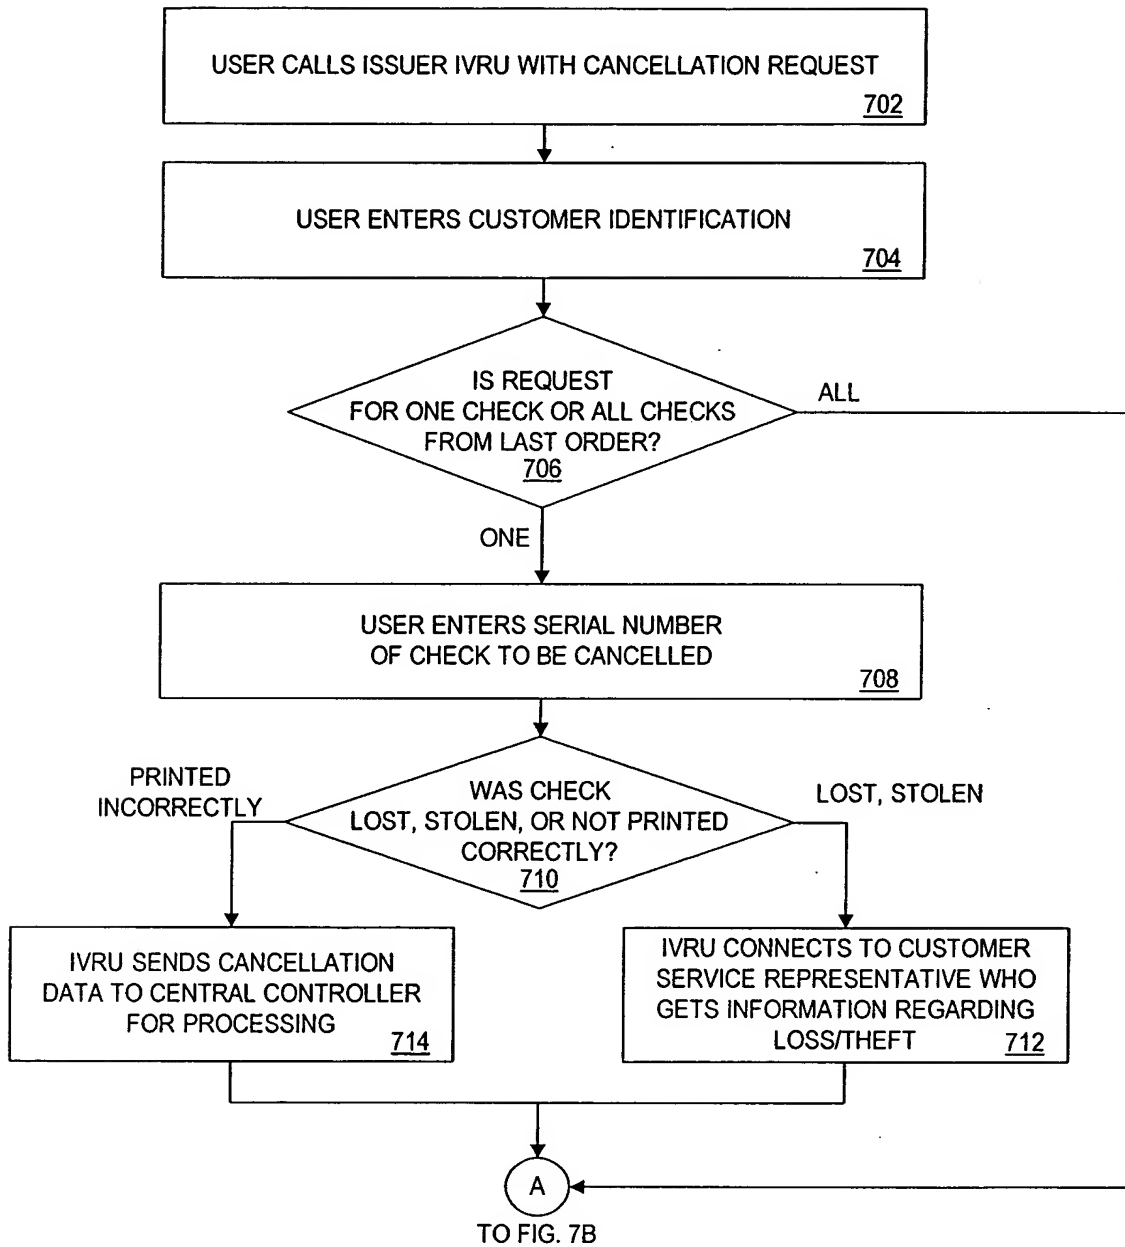 USER CALLS ISSUER IVRU WITH CANCELLATION REQUEST
702
USER ENTERS CUSTOMER IDENTIFICATION
704
IS REQUEST
FOR ONE CHECK OR ALL CHECKS
FROM LAST ORDER?
706
ALL
ONE
USER ENTERS SERIAL NUMBER
OF CHECK TO BE CANCELLED
708
PRINTED
INCORRECTLY
WAS CHECK
LOST, STOLEN, OR NOT PRINTED
CORRECTLY?
710
LOST, STOLEN
IVRU SENDS CANCELLATION
DATA TO CENTRAL CONTROLLER
FOR PROCESSING
714
IVRU CONNECTS TO CUSTOMER
SERVICE REPRESENTATIVE WHO
GETS INFORMATION REGARDING
LOSS/THEFT
712
A
TO FIG. 7B